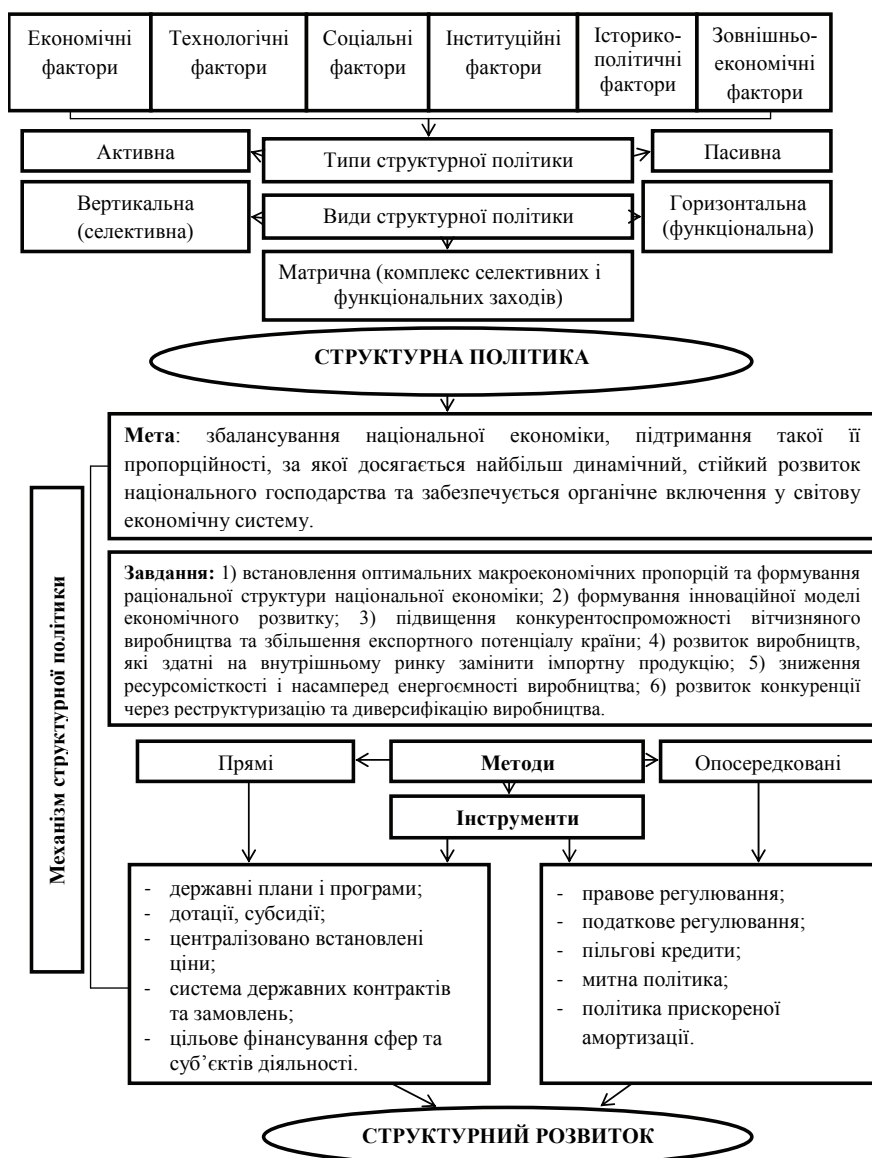 Економічні
фактори
Технологічні
фактори
Соціальні
фактори
Інституційні
фактори
Історико-
політичні
фактори
Зовнішньо-
економічні
фактори
Активна
Типи структурної політики
Пасивна
Вертикальна
(селективна)
Види структурної політики
Горизонтальна
(функціональна)
Матрична (комплекс селективних і
функціональних заходів)
СТРУКТУРНА ПОЛІТИКА
Механізм структурної політики
Мета: збалансування національної економіки, підтримання такої її
пропорційності, за якої досягається найбільш динамічний, стійкий розвиток
національного господарства та забезпечується органічне включення у світову
економічну систему.
Завдання: 1) встановлення оптимальних макроекономічних пропорцій та формування
раціональної структури національної економіки; 2) формування інноваційної моделі
економічного розвитку; 3) підвищення конкурентоспроможності вітчизняного
виробництва та збільшення експортного потенціалу країни; 4) розвиток виробництв,
які здатні на внутрішньому ринку замінити імпортну продукцію; 5) зниження
ресурсомісткості і насамперед енергоємності виробництва; 6) розвиток конкуренції
через реструктуризацію та диверсифікацію виробництва.
Прямі
Методи
Опосередковані
Інструменти
- державні плани і програми;
- дотації, субсидії;
- централізовано встановлені
ціни;
- система державних контрактів
та замовлень;
- цільове фінансування сфер та
суб’єктів діяльності.
- правове регулювання;
- податкове регулювання;
- пільгові кредити;
- митна політика;
- політика прискореної
амортизації.
СТРУКТУРНИЙ РОЗВИТОК